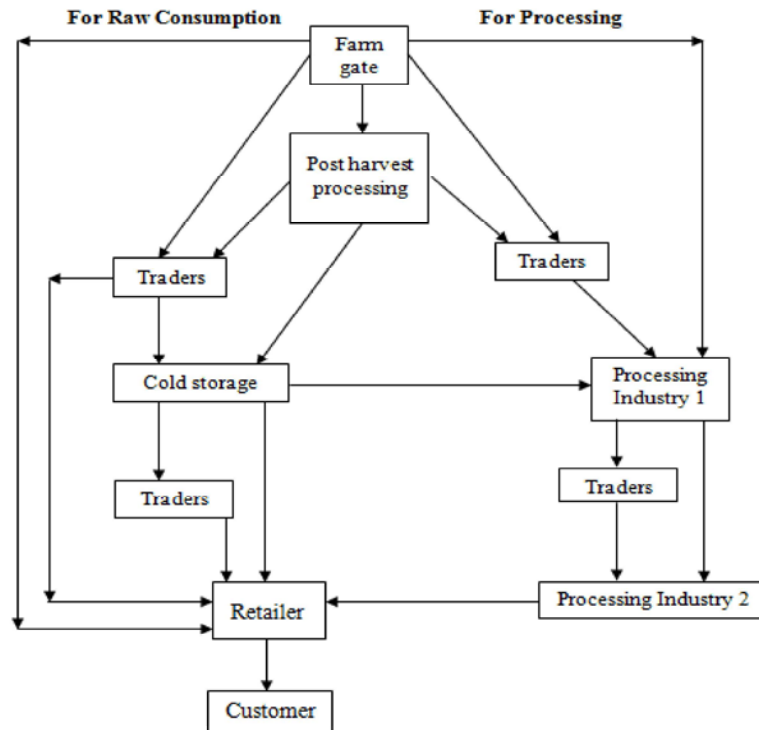 For Raw Consumption
For Processing
Farm
gate
Post harvest
processing
Traders
Traders
Cold storage
Processing
Industry 1
Traders
Traders
Retailer
Processing Industry 2
Customer